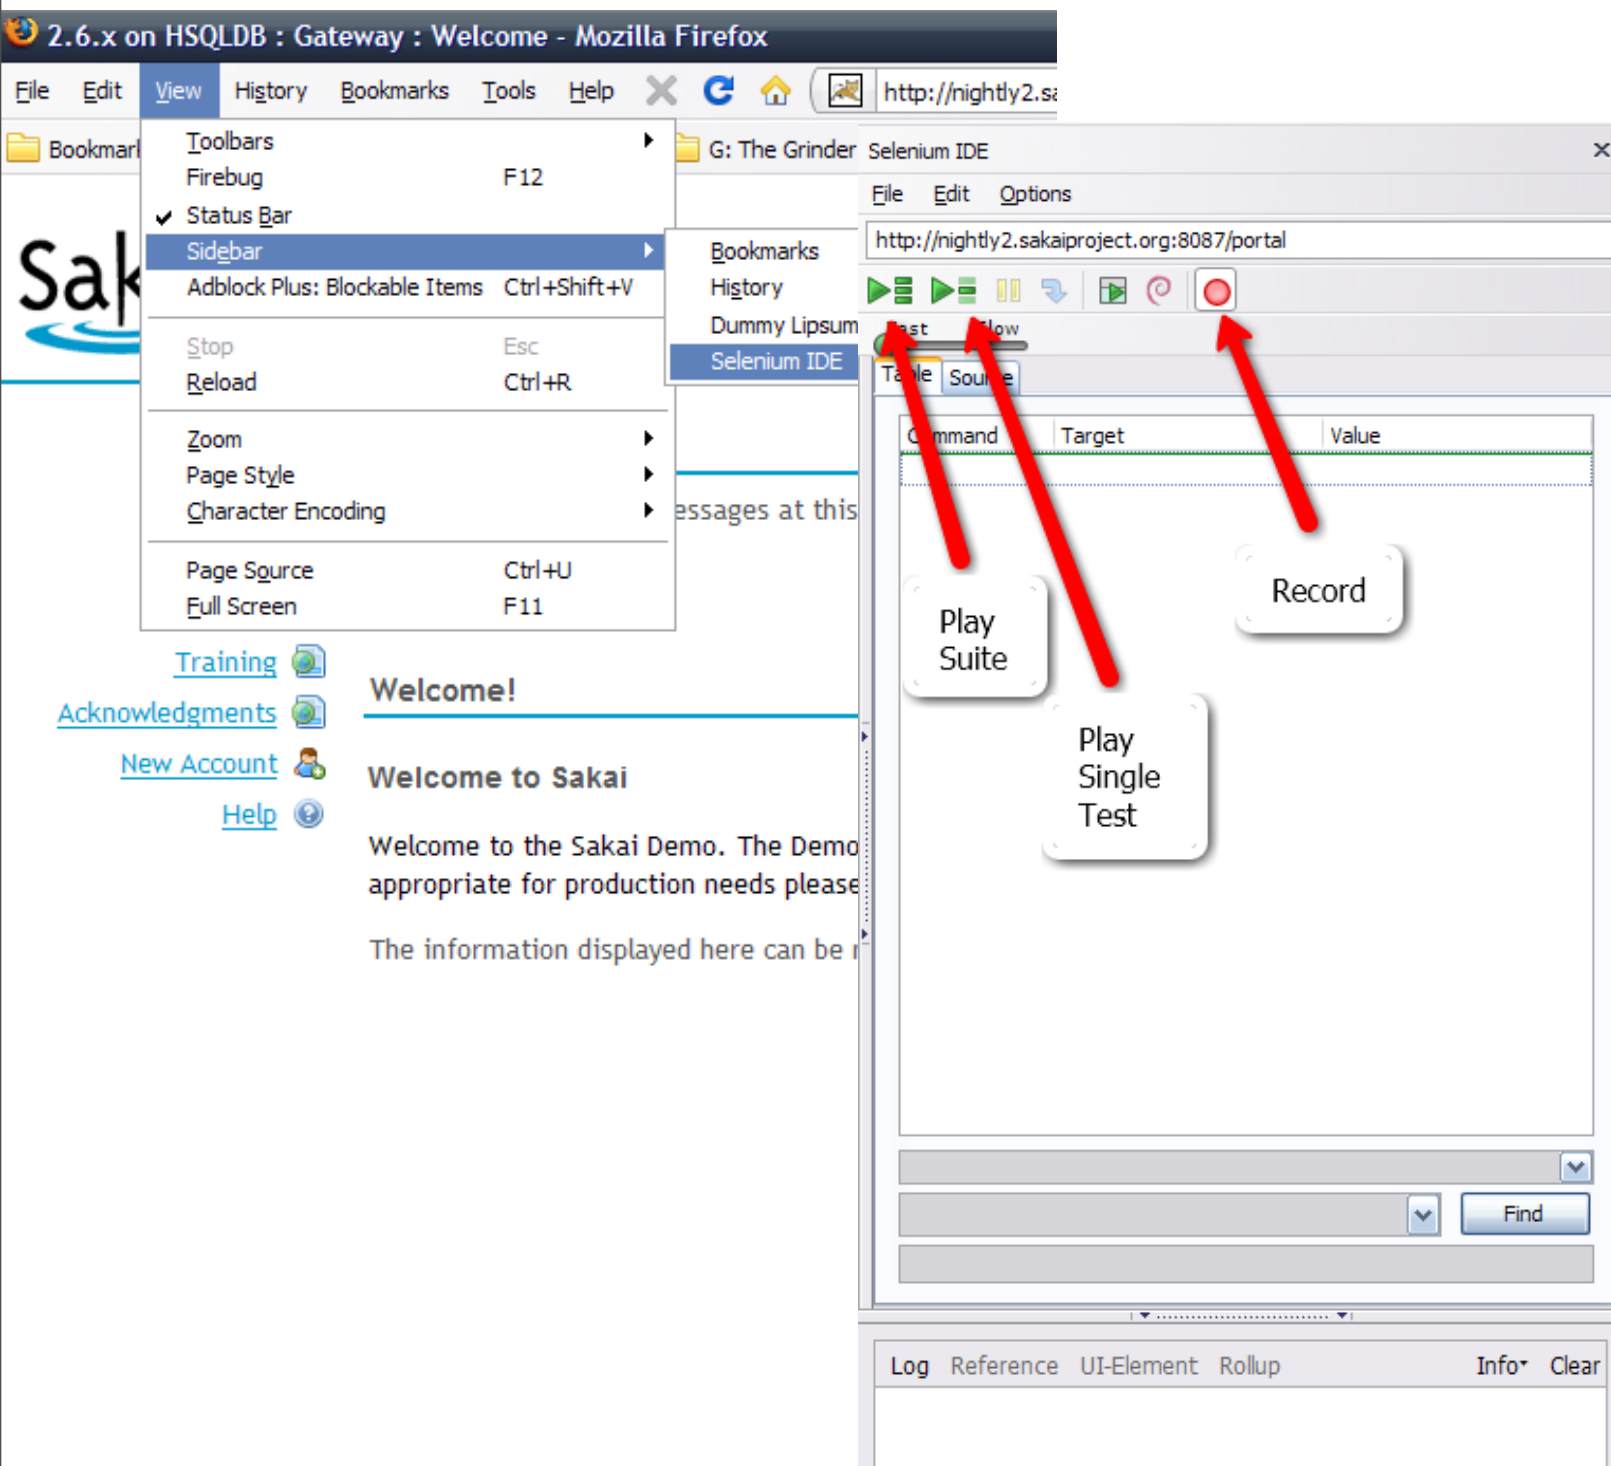 2.6.x on HSQLDB : Gateway : Welcome - Mozilla Firefox
File Edit View History Bookmarks Tools Help http://nightly2.sa
G: The Grinder
Toolbars
Firebug F12
Status Bar
Sidebar
Adblock Plus: Blockable Items Ctrl+Shift+V
Stop Esc
Reload Ctrl+R
Zoom
Page Style
Character Encoding
Page Source Ctrl+U
Full Screen F11
Bookmarks
History
Dummy Lipsum
Selenium IDE
Sak
essages at this
Training
Acknowledgments
New Account
Help
Welcome!
Welcome to Sakai
Welcome to the Sakai Demo. The Demo
appropriate for production needs please
The information displayed here can be
Selenium IDE
File Edit Options
http://nightly2.sakaiproject.org:8087/portal
Table Source
Command Target Value
Play
Suite
Play
Single
Test
Record
Find
Log Reference UI-Element Rollup Info Clear